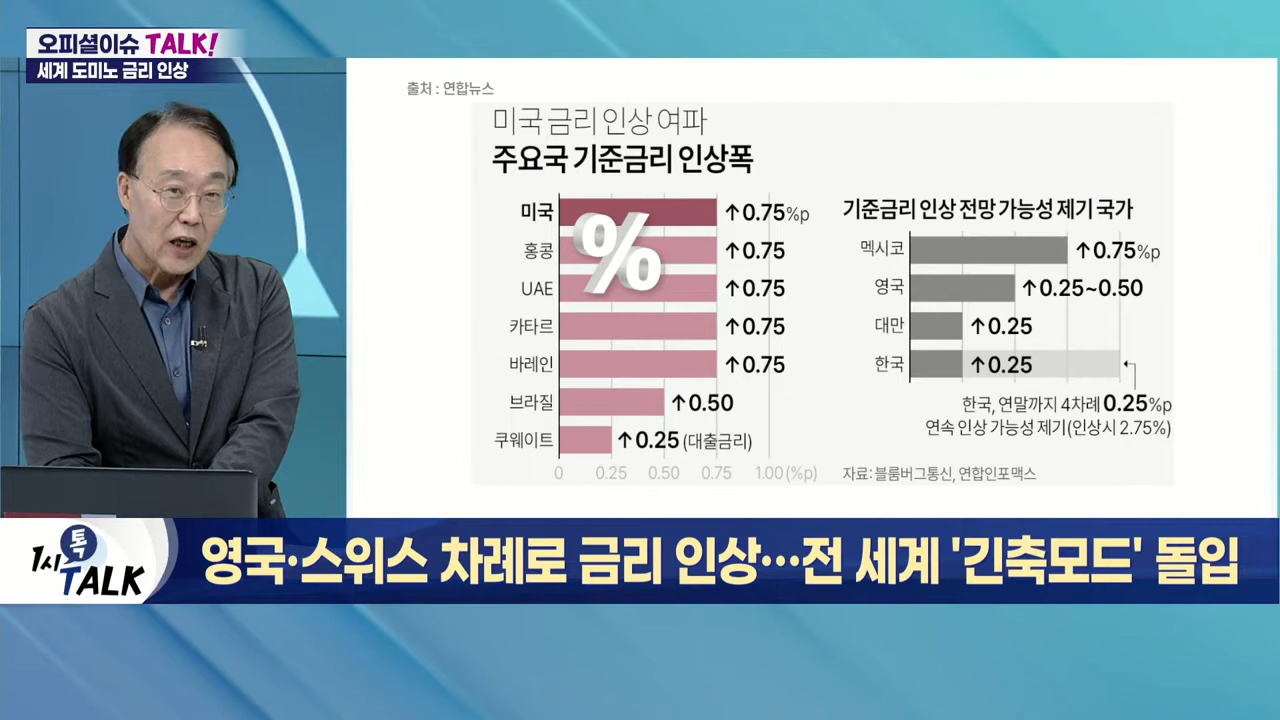 오피셜이슈 TALK!
세계 도미노 금리 인상
출처 : 연합뉴스
미국 금리 인상 여파
주요국 기준금리 인상폭
미국 ↑0.75%p
홍콩 ↑0.75
UAE ↑0.75
카타르 ↑0.75
바레인 ↑0.75
브라질 ↑0.50
쿠웨이트 ↑0.25 (대출금리)
0 0.25 0.50 0.75 1.00 (%p)
%
기준금리 인상 전망 가능성 제기 국가
멕시코 ↑0.75%p
영국 ↑0.25~0.50
대만 ↑0.25
한국 ↑0.25
한국, 연말까지 4차례 0.25%p
연속 인상 가능성 제기(인상시 2.75%)
자료: 블룸버그통신, 연합인포맥스
1시 톡 TALK
영국·스위스 차례로 금리 인상…전 세계 '긴축모드' 돌입